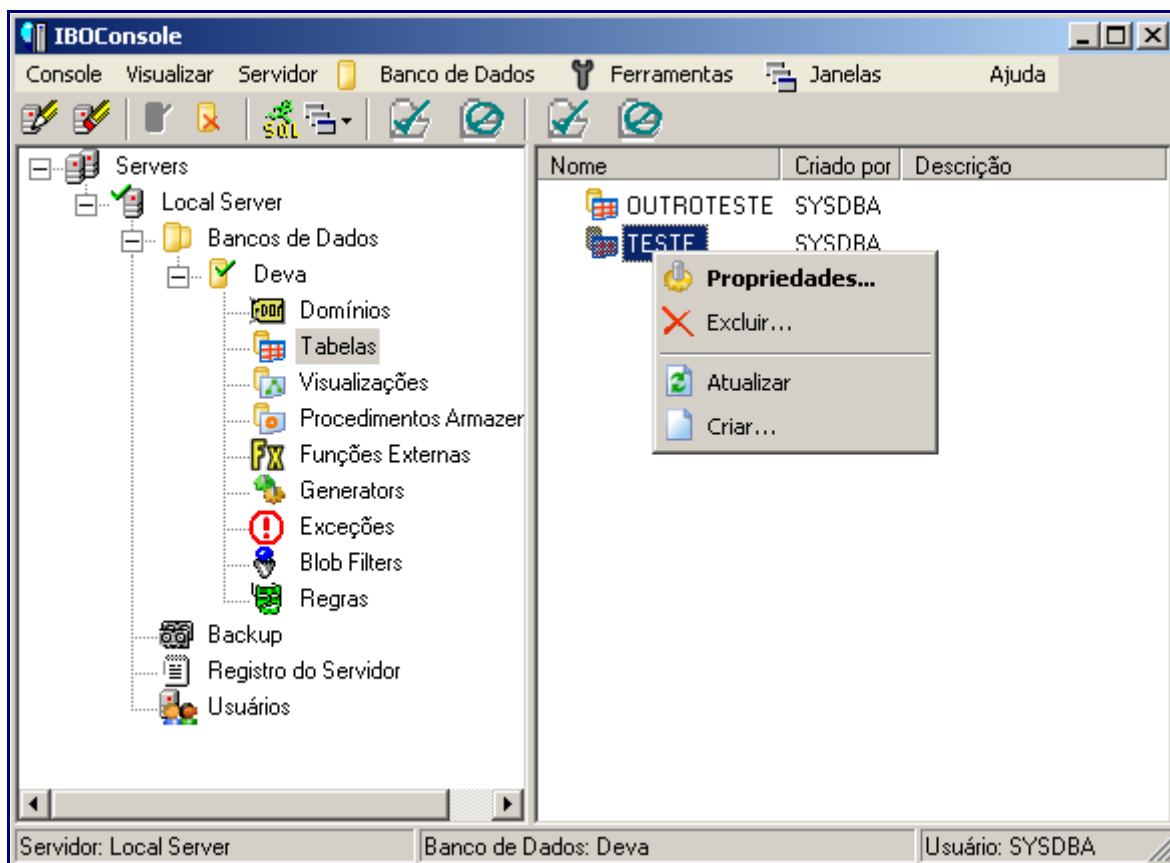 IBOConsole
Console Visualizar Servidor Banco de Dados Ferramentas Janelas Ajuda
SQL
Servers
Local Server
Bancos de Dados
Deva
Domínios
Tabelas
Visualizações
Procedimentos Armazer
Funções Externas
Generators
Exceções
Blob Filters
Regras
Backup
Registro do Servidor
Usuários
Nome Criado por Descrição
OUTROTESTE SYSDBA
TESTE SYSDBA
Propriedades...
Excluir...
Atualizar
Criar...
Servidor: Local Server Banco de Dados: Deva Usuário: SYSDBA